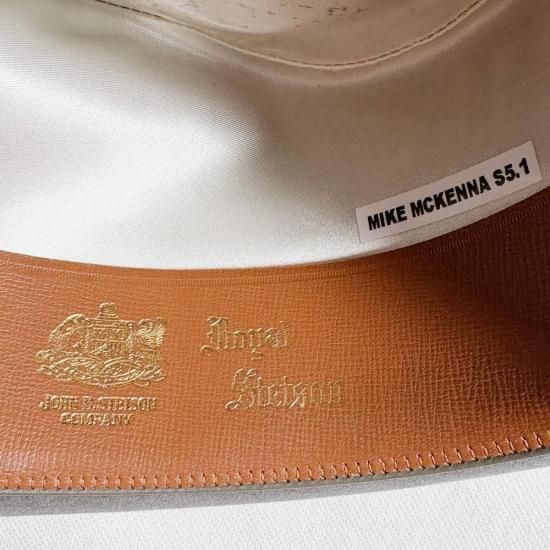 MIKE MCKENNA S5.1
Royal
Stetson
JOHN B. STETSON
COMPANY